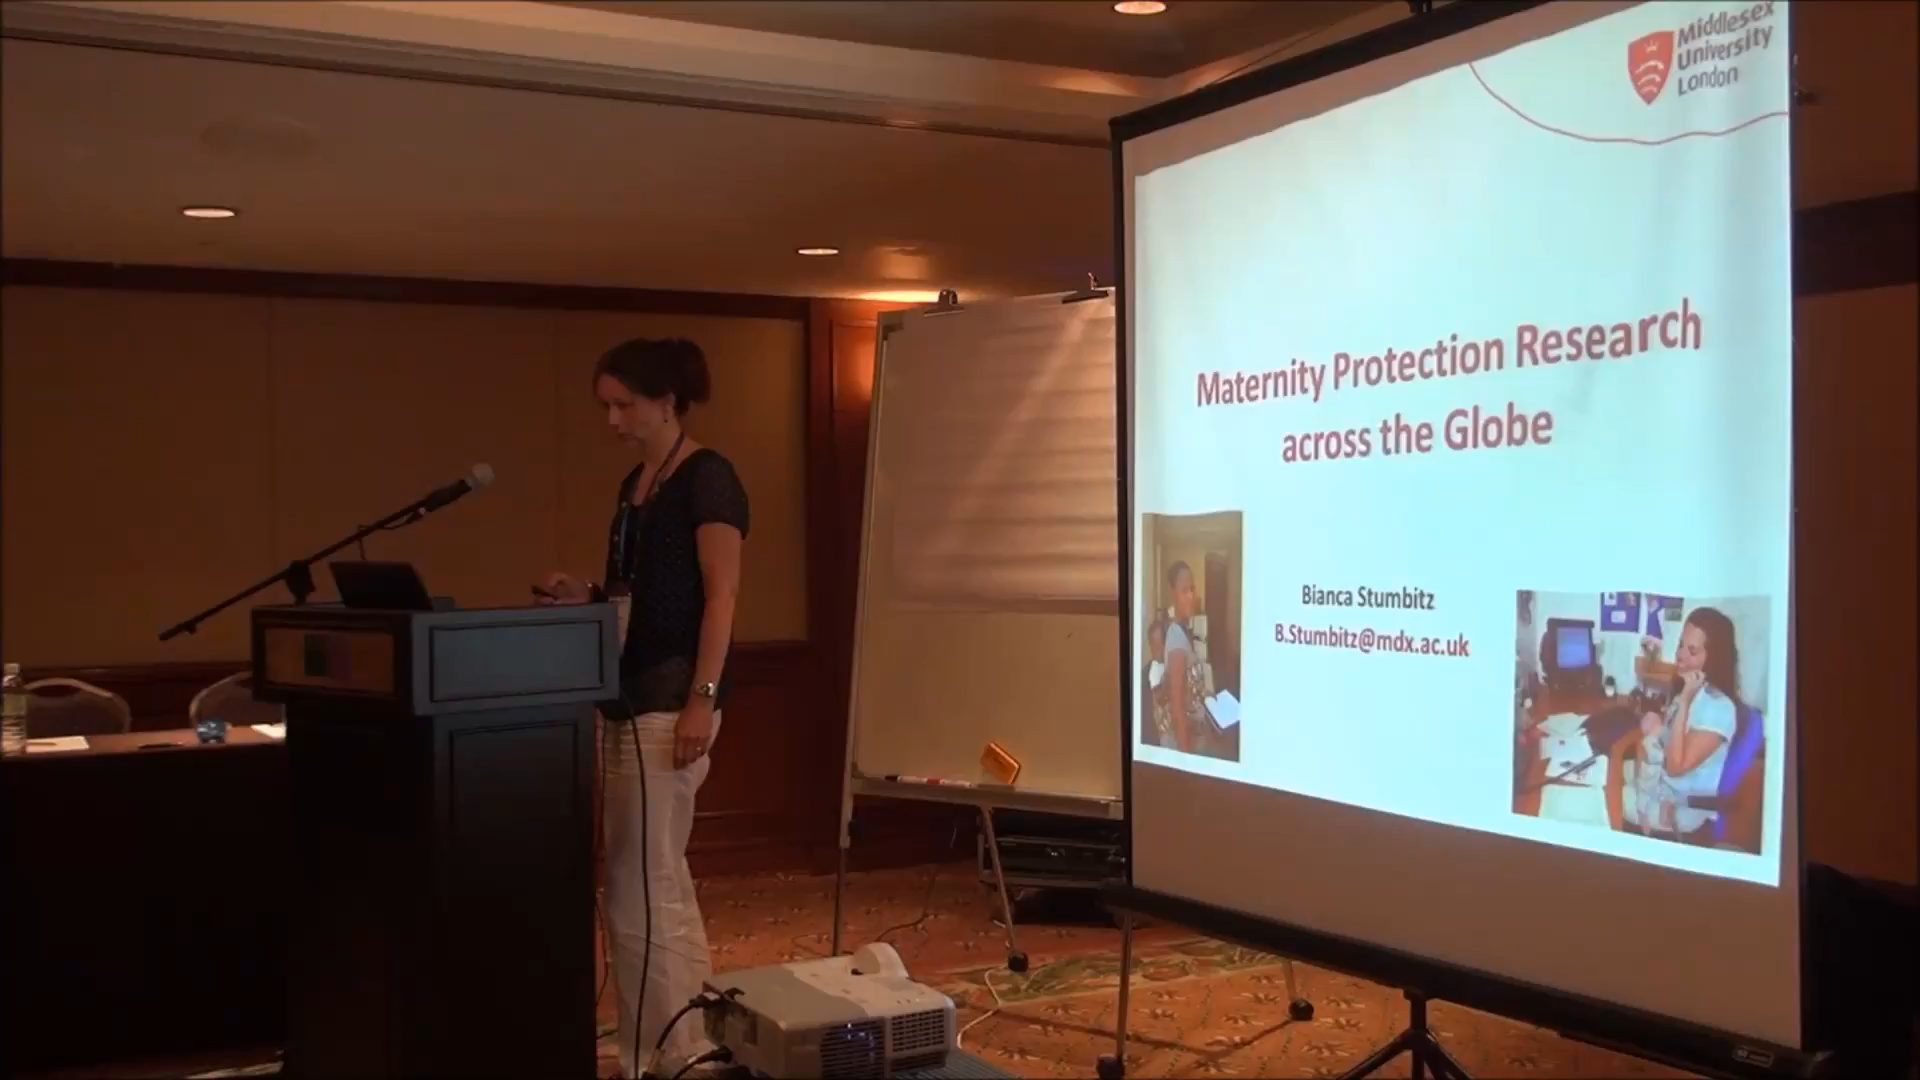 Middlesex
University
London
Maternity Protection Research
across the Globe
Bianca Stumbitz
B.Stumbitz@mdx.ac.uk